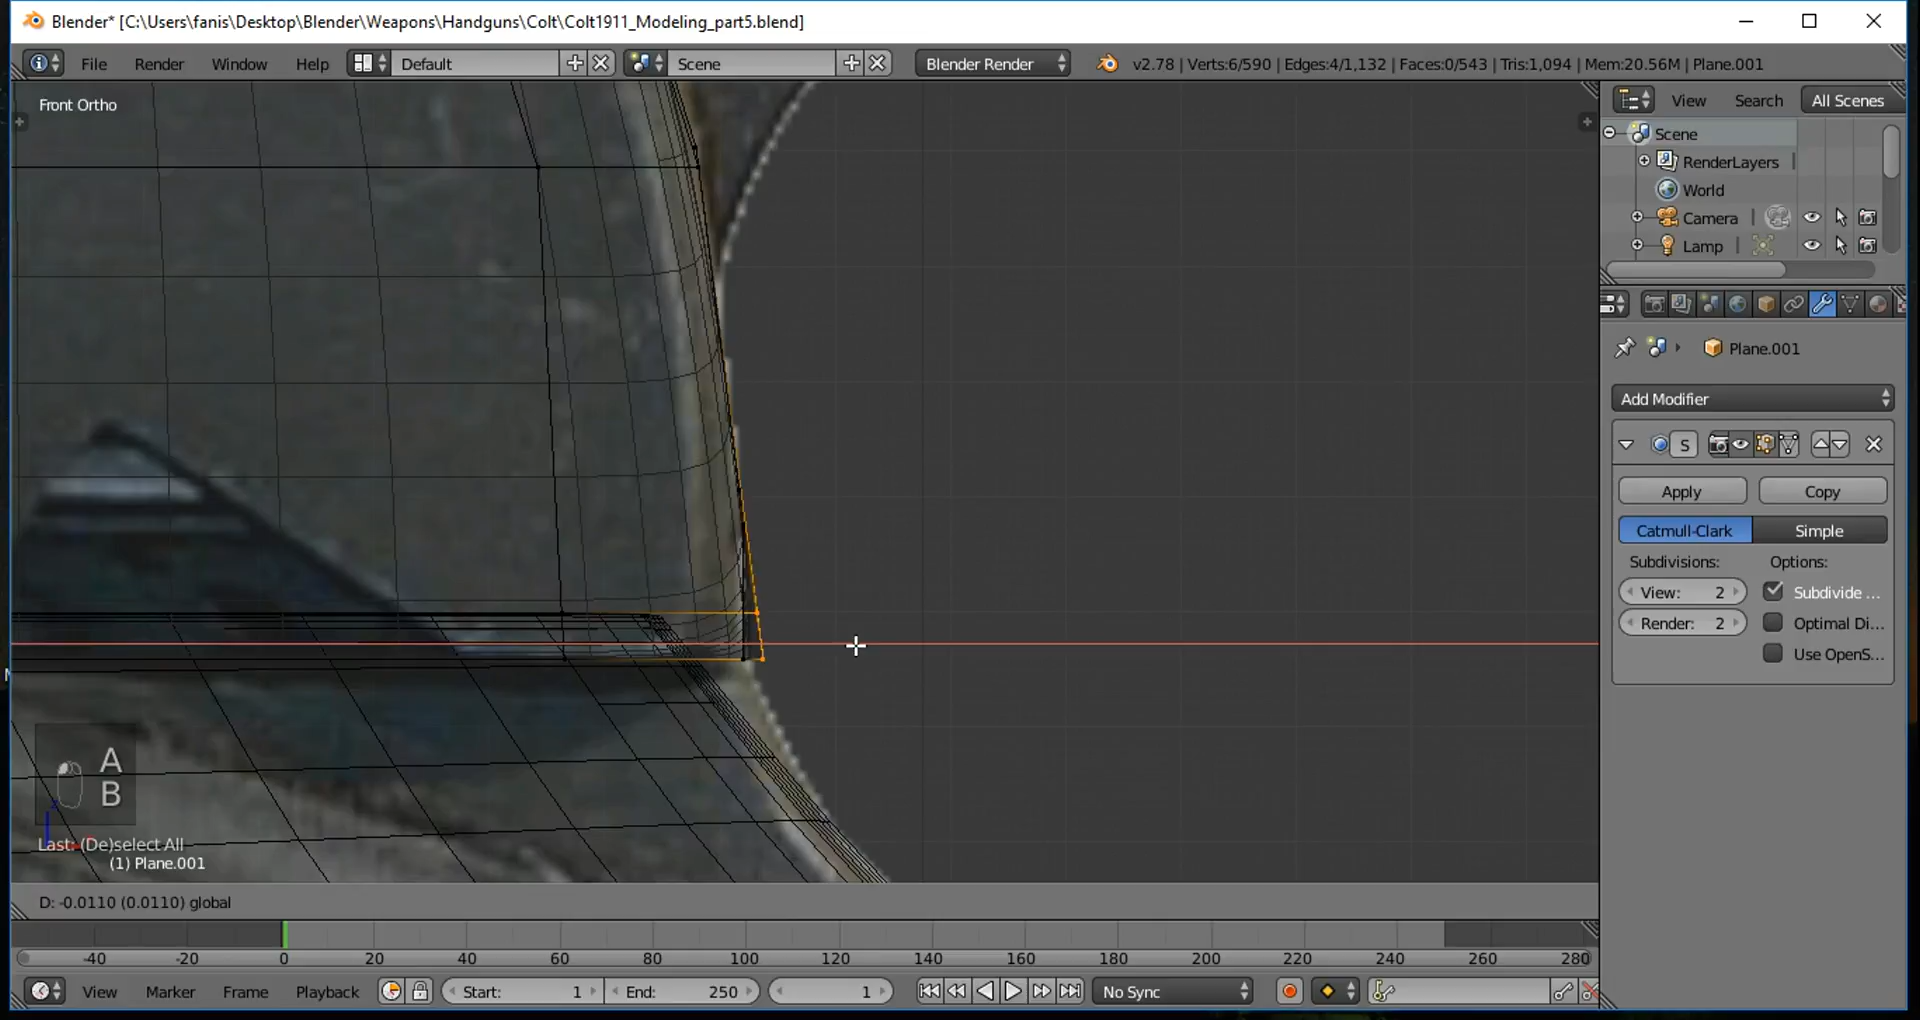 Blender* [C:\Users\fanis\Desktop\Blender\Weapons\Handguns\Colt\Colt1911_Modeling_part5.blend]
File Render Window Help Default Scene Blender Render v2.78 | Verts:6/590 | Edges:4/1,132 | Faces:0/543 | Tris:1,094 | Mem:20.56M | Plane.001
Front Ortho
View Search All Scenes
Scene
RenderLayers
World
Camera
Lamp
Plane.001
Add Modifier
S
Apply Copy
Catmull-Clark Simple
Subdivisions: Options:
View: 2 Subdivide ...
Render: 2 Optimal Di...
Use OpenS...
A
B
Last: (De)select All
(1) Plane.001
D: -0.0110 (0.0110) global
-40 -20 0 20 40 60 80 100 120 140 160 180 200 220 240 260 280
View Marker Frame Playback Start: 1 End: 250 1 No Sync